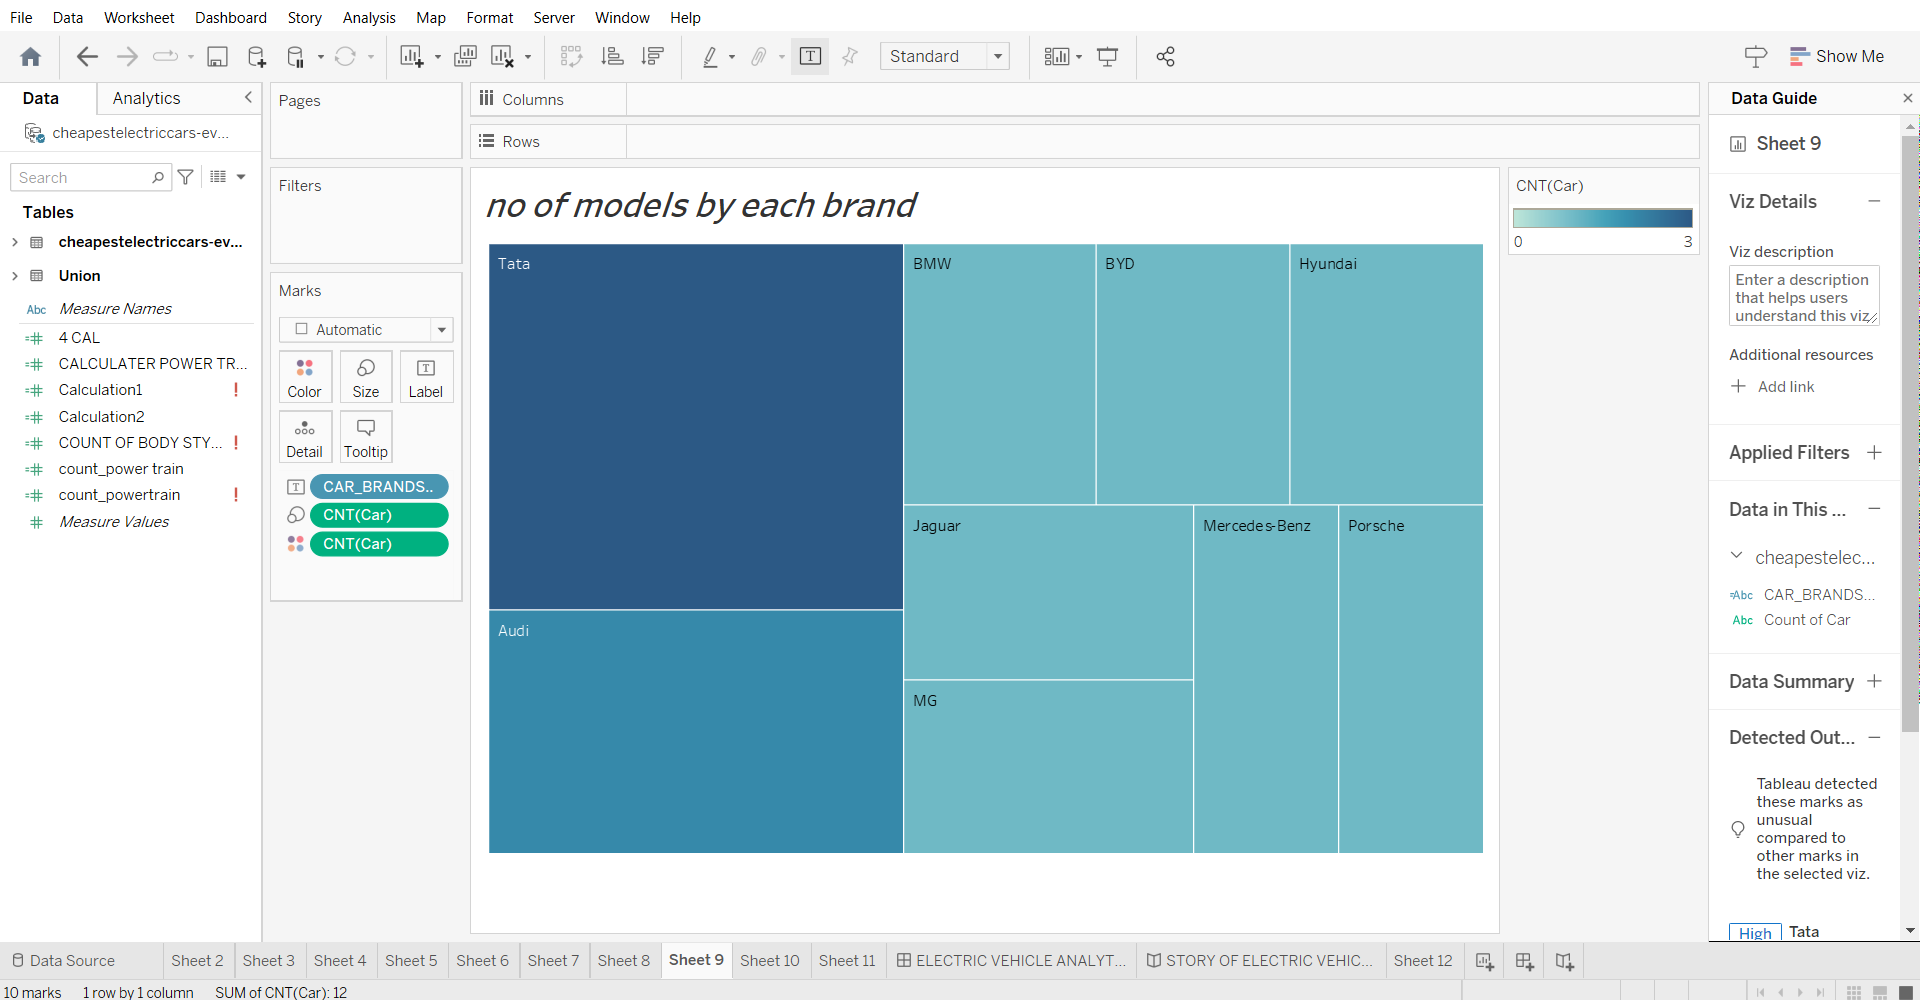 File Data Worksheet Dashboard Story Analysis Map Format Server Window Help
Standard
Show Me
Data Analytics
cheapestelectriccars-ev...
Search
Tables
cheapestelectriccars-ev...
Union
Abc Measure Names
4 CAL
CALCULATER POWER TR...
Calculation1 !
Calculation2
COUNT OF BODY STY... !
count_power train
count_powertrain !
Measure Values
Pages
Filters
Marks
Automatic
Color Size Label
Detail Tooltip
CAR_BRANDS..
CNT(Car)
CNT(Car)
Columns
Rows
no of models by each brand
Tata
BMW
BYD
Hyundai
Audi
Jaguar
Mercedes-Benz
Porsche
MG
CNT(Car)
0 3
Data Guide
Sheet 9
Viz Details
Viz description
Enter a description
that helps users
understand this viz
Additional resources
Add link
Applied Filters
Data in This ...
cheapestelec...
Abc CAR_BRANDS...
Abc Count of Car
Data Summary
Detected Out...
Tableau detected
these marks as
unusual
compared to
other marks in
the selected viz.
High Tata
Data Source Sheet 2 Sheet 3 Sheet 4 Sheet 5 Sheet 6 Sheet 7 Sheet 8 Sheet 9 Sheet 10 Sheet 11 ELECTRIC VEHICLE ANALYT... STORY OF ELECTRIC VEHIC... Sheet 12
10 marks 1 row by 1 column SUM of CNT(Car): 12